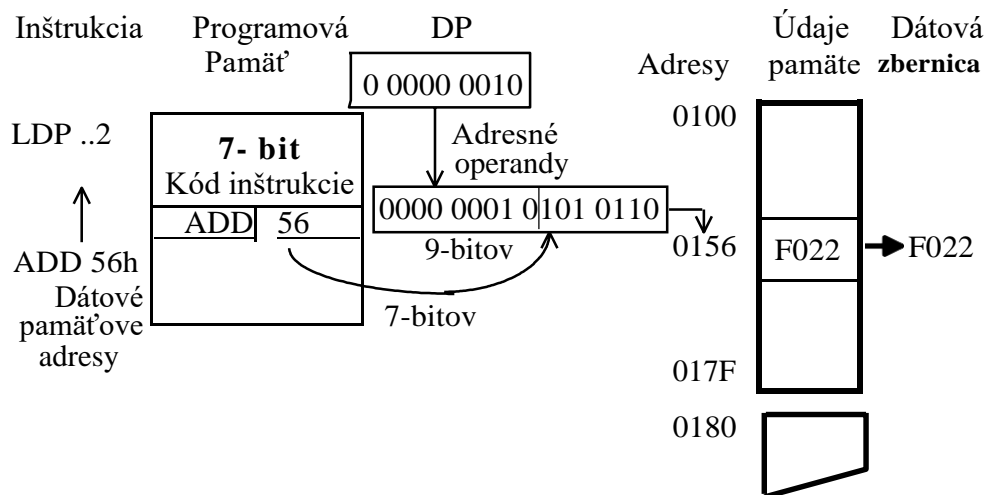 Inštrukcia
Programová
Pamäť
DP
0 0000 0010
Adresy
Údaje
pamäte
Dátová
zbernica
0100
LDP ..2
7- bit
Kód inštrukcie
Adresné
operandy
ADD 56
0000 0001 0 101 0110
9-bitov
0156
F022
F022
ADD 56h
Dátové
pamäťove
adresy
7-bitov
017F
0180